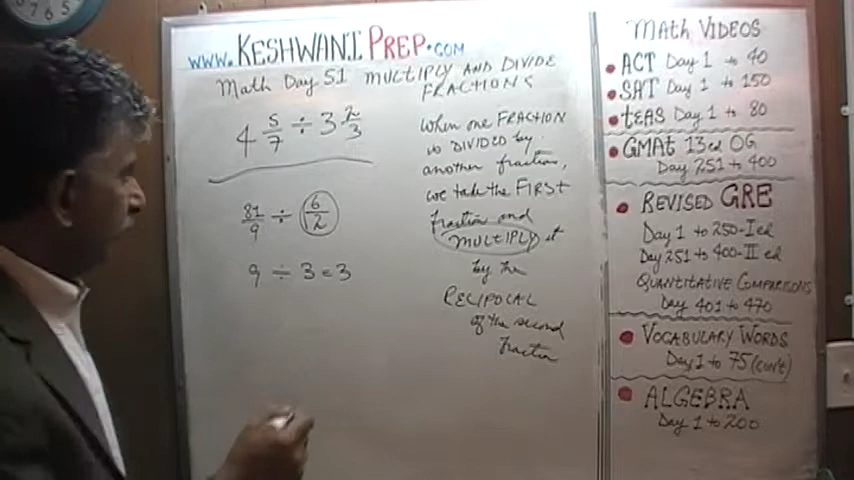 www.KESHWANI PREP.COM
Math Day 51 MULTIPLY AND DIVIDE
FRACTIONS
4 5/7 ÷ 3 2/3
81/9 ÷ 6/2
9 ÷ 3 = 3
When one FRACTION
is DIVIDED by
another fraction,
we take the FIRST
fraction and
MULTIPLY it
by the
RECIPOCAL
of the second
fraction
Math VIDEOS
ACT Day 1 to 40
SAT Day 1 to 150
tEAS Day 1 to 80
GMAt 13ed OG
Day 251 to 400
REVISED GRE
Day 1 to 250-I ed
Day 251 to 400-II ed
QUANTITATIVE COMPARISONS
Day 401 to 470
VOCABULARY WORDS
Day 1 to 75 (con't)
ALGEBRA
Day 1 to 200